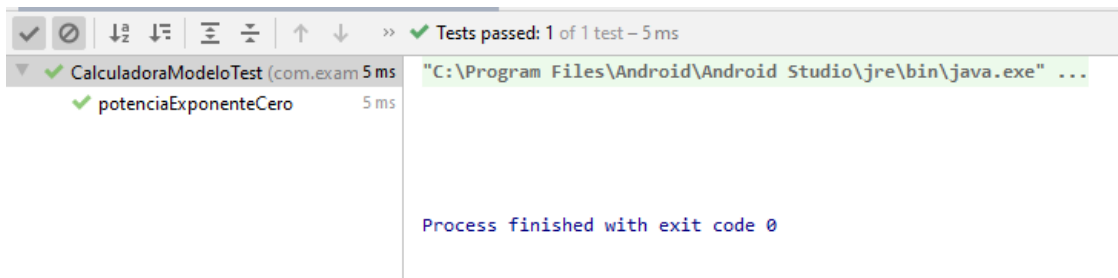 Tests passed: 1 of 1 test – 5 ms
CalculadoraModeloTest (com.exam 5 ms
potenciaExponenteCero 5 ms
"C:\Program Files\Android\Android Studio\jre\bin\java.exe" ...
Process finished with exit code 0